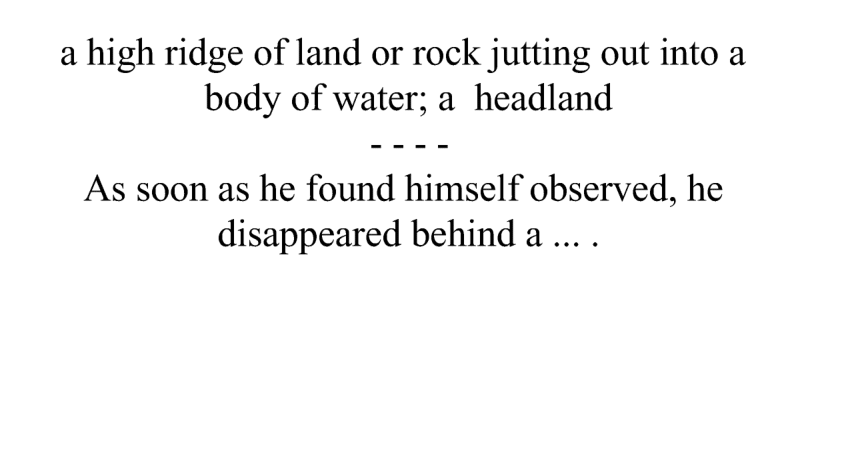 a high ridge of land or rock jutting out into a
body of water; a  headland
- - - -
As soon as he found himself observed, he
disappeared behind a ... .